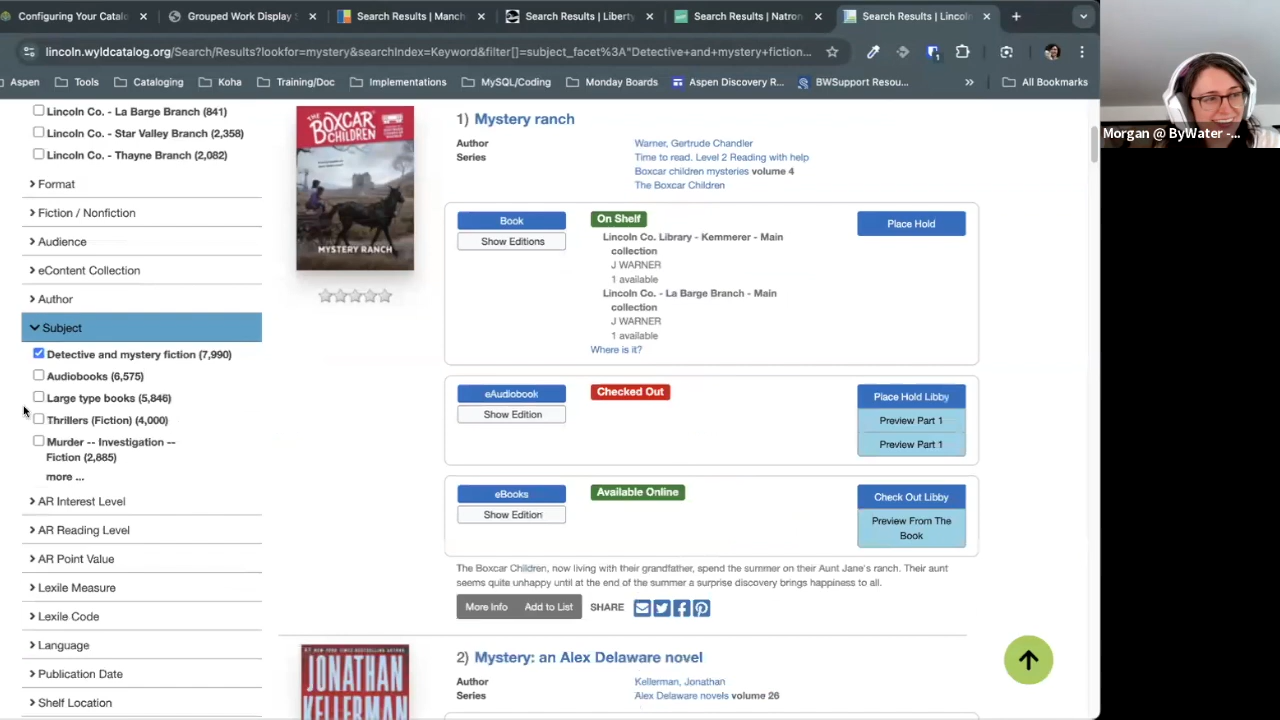 Configuring Your Catalo
Grouped Work Display S
Search Results | Manch
Search Results | Liberty
Search Results | Natron
Search Results | Lincoln
lincoln.wyldcatalog.org/Search/Results?lookfor=mystery&searchIndex=Keyword&filter[]=subject_facet%3A"Detective+and+mystery+fiction...
Aspen
Tools
Cataloging
Koha
Training/Doc
Implementations
MySQL/Coding
Monday Boards
Aspen Discovery R...
BWSupport Resou...
»
All Bookmarks
Morgan @ ByWater -...
Lincoln Co. - La Barge Branch (841)
Lincoln Co. - Star Valley Branch (2,358)
Lincoln Co. - Thayne Branch (2,082)
Format
Fiction / Nonfiction
Audience
eContent Collection
Author
Subject
Detective and mystery fiction (7,990)
Audiobooks (6,575)
Large type books (5,846)
Thrillers (Fiction) (4,000)
Murder -- Investigation --
Fiction (2,885)
more ...
AR Interest Level
AR Reading Level
AR Point Value
Lexile Measure
Lexile Code
Language
Publication Date
Shelf Location
THE
BOXCAR
CHILDREN
MYSTERY RANCH
1) Mystery ranch
Author
Warner, Gertrude Chandler
Series
Time to read. Level 2 Reading with help
Boxcar children mysteries volume 4
The Boxcar Children
Book
Show Editions
On Shelf
Lincoln Co. Library - Kemmerer - Main
collection
J WARNER
1 available
Lincoln Co. - La Barge Branch - Main
collection
J WARNER
1 available
Where is it?
Place Hold
eAudiobook
Show Edition
Checked Out
Place Hold Libby
Preview Part 1
Preview Part 1
eBooks
Show Edition
Available Online
Check Out Libby
Preview From The
Book
The Boxcar Children, now living with their grandfather, spend the summer on their Aunt Jane's ranch. Their aunt
seems quite unhappy until at the end of the summer a surprise discovery brings happiness to all.
More Info
Add to List
SHARE
JONATHAN
KELLERMAN
2) Mystery: an Alex Delaware novel
Author
Kellerman, Jonathan
Series
Alex Delaware novels volume 26